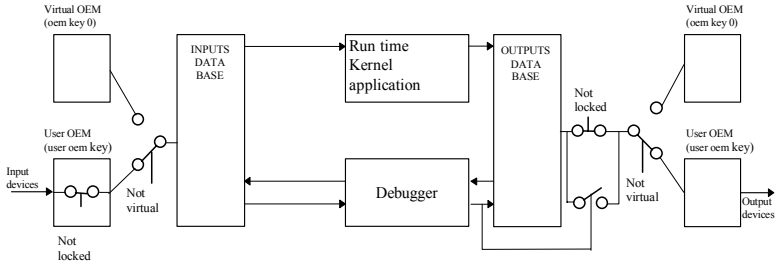 Virtual OEM
(oem key 0)
INPUTS
DATA
BASE
Run time
Kernel
application
OUTPUTS
DATA
BASE
Virtual OEM
(oem key 0)
Not
locked
User OEM
(user oem key)
Input
devices
Not
virtual
Not
locked
Debugger
Not
virtual
User OEM
(user oem key)
Output
devices